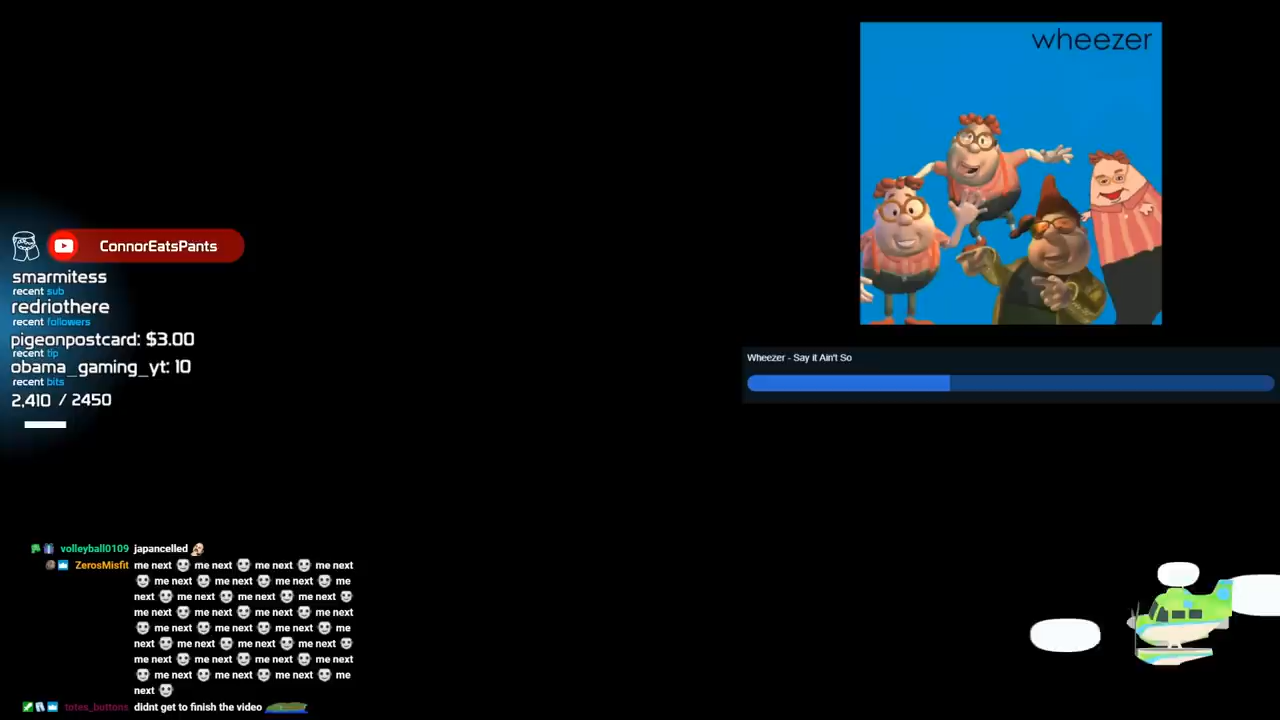 wheezer
ConnorEatsPants
smarmitess
recent sub
redriothere
recent followers
pigeonpostcard: $3.00
recent tip
obama_gaming_yt: 10
recent bits
2,410 / 2450
Wheezer - Say it Ain't So
volleyball0109 japancelled
ZerosMisfit me next me next me next me next
me next me next me next me
next me next me next me next
me next me next me next me next
me next me next me next me
next me next me next me next
me next me next me next me next
me next me next me next me
next
totes_buttons didnt get to finish the video